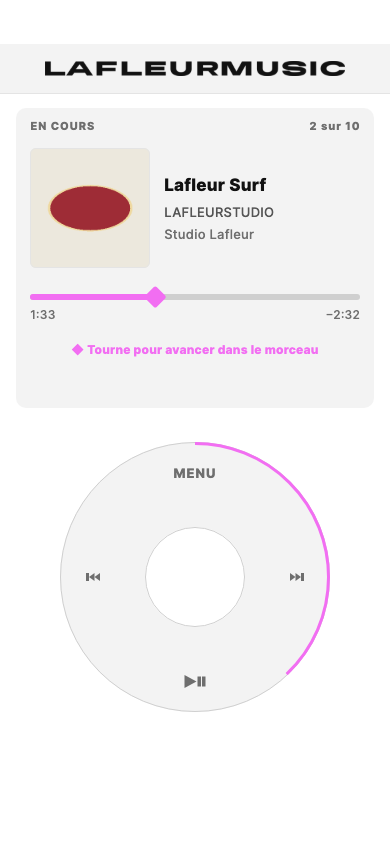 LAFLEURMUSIC
EN COURS
2 sur 10
Lafleur Surf
LAFLEURSTUDIO
Studio Lafleur
1:33
−2:32
◆ Tourne pour avancer dans le morceau
MENU